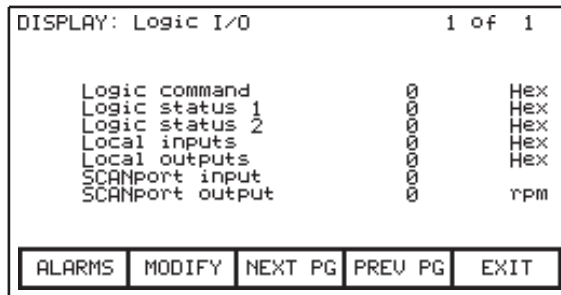 DISPLAY: Logic I/O 1 of 1
Logic command 0 Hex
Logic status 1 0 Hex
Logic status 2 0 Hex
Local inputs 0 Hex
Local outputs 0 Hex
SCANport input 0
SCANport output 0 rpm
ALARMS MODIFY NEXT PG PREV PG EXIT